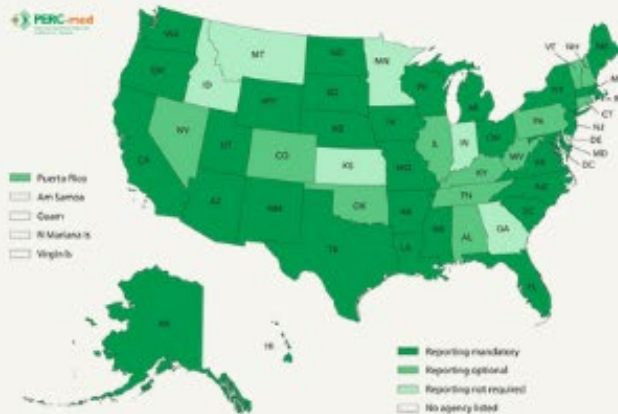 PERC-med
WA
MT
ND
MN
VT
NH
ME
OR
ID
SD
WI
NY
WY
MI
NV
NE
IA
PA
CT
NJ
UT
CO
IL
IN
OH
DE
CA
KS
MO
KY
WV
VA
MD
DC
Puerto Rico
Am Samoa
Guam
N Mariana Is
Virgin Is
AZ
NM
OK
AR
TN
NC
SC
TX
LA
MS
AL
GA
FL
AK
HI
Reporting mandatory
Reporting optional
Reporting not required
No agency listed